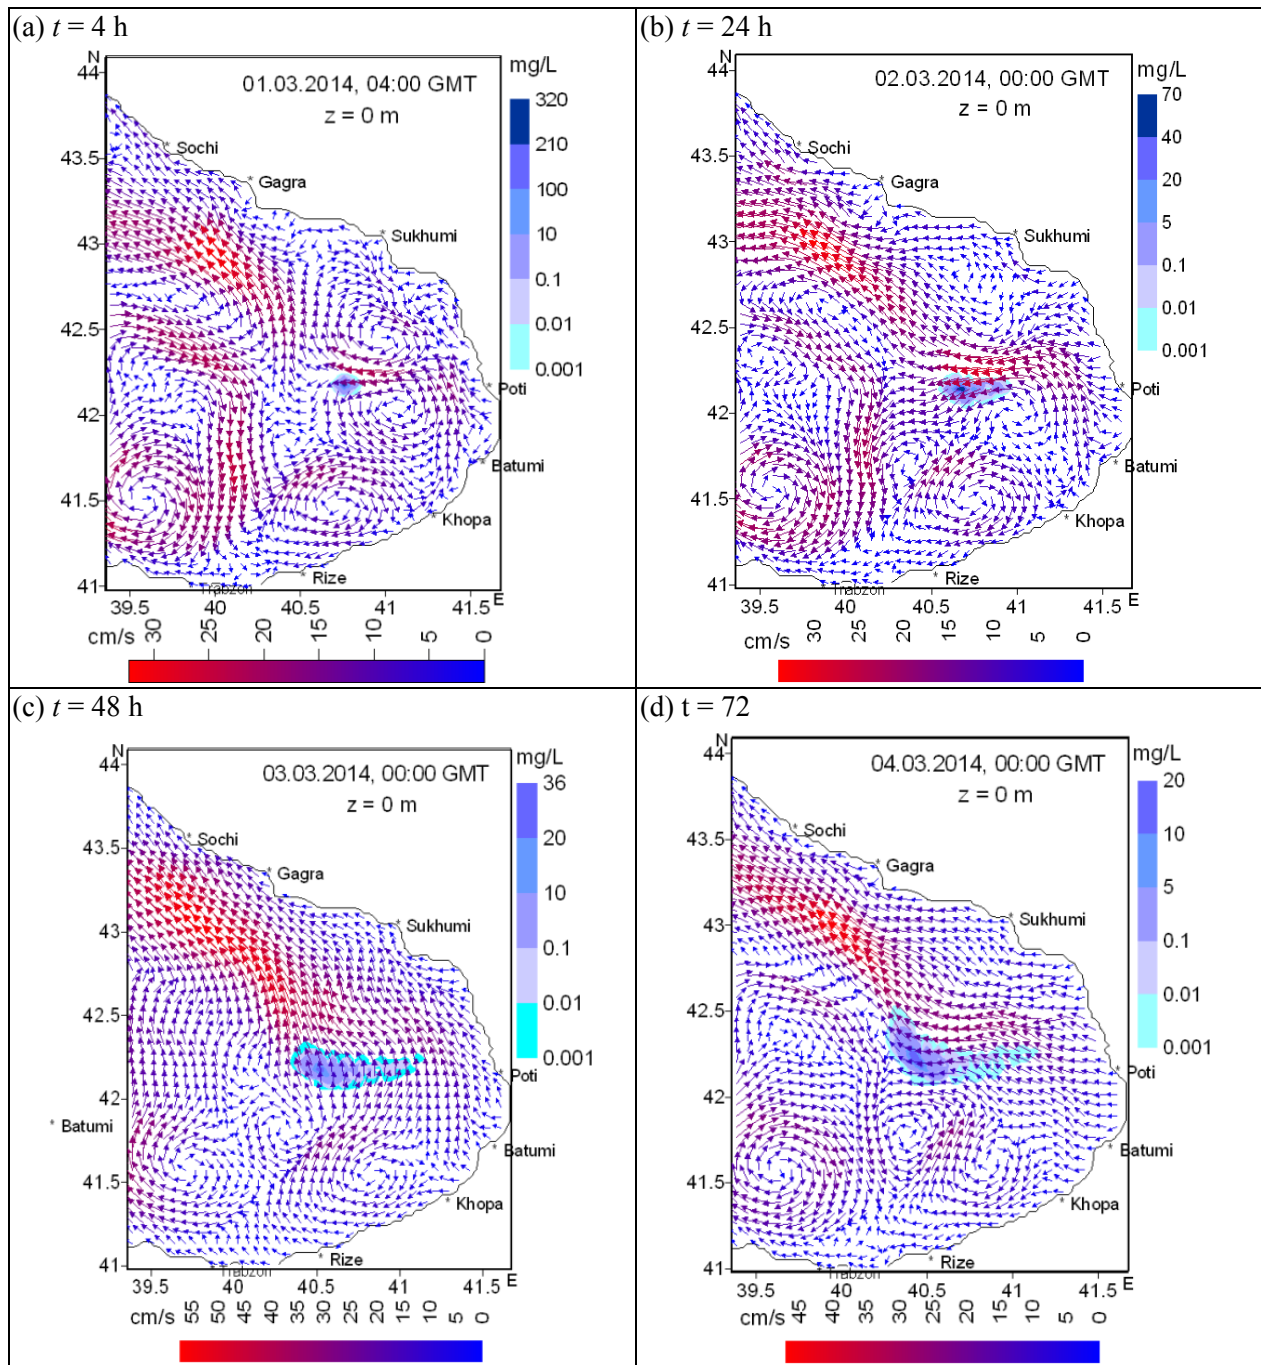 (a) t = 4 h
N
44
01.03.2014, 04:00 GMT
z = 0 m
mg/L
320
210
100
10
0.1
0.01
0.001
43.5
43
42.5
42
41.5
41
* Sochi
* Gagra
* Sukhumi
* Poti
* Batumi
* Khopa
* Rize
* Trabzon
39.5 40 40.5 41 41.5 E
cm/s 30 25 20 15 10 5 0
(b) t = 24 h
N
44
02.03.2014, 00:00 GMT
z = 0 m
mg/L
70
40
20
5
0.1
0.01
0.001
43.5
43
42.5
42
41.5
41
* Sochi
* Gagra
* Sukhumi
* Poti
* Batumi
* Khopa
* Rize
* Trabzon
39.5 40 40.5 41 41.5 E
cm/s 30 25 20 15 10 5 0
(c) t = 48 h
N
44
03.03.2014, 00:00 GMT
z = 0 m
mg/L
36
20
10
0.1
0.01
0.001
43.5
43
42.5
42
41.5
41
* Sochi
* Gagra
* Sukhumi
* Poti
* Batumi
* Batumi
* Khopa
* Rize
* Trabzon
39.5 40 40.5 41 41.5 E
cm/s 55 50 45 40 35 30 25 20 15 10 5 0
(d) t = 72
N
44
04.03.2014, 00:00 GMT
z = 0 m
mg/L
20
10
5
0.1
0.01
0.001
43.5
43
42.5
42
41.5
41
* Sochi
* Gagra
* Sukhumi
* Poti
* Batumi
* Khopa
* Rize
* Trabzon
39.5 40 40.5 41 41.5 E
cm/s 45 40 35 30 25 20 15 10 5 0